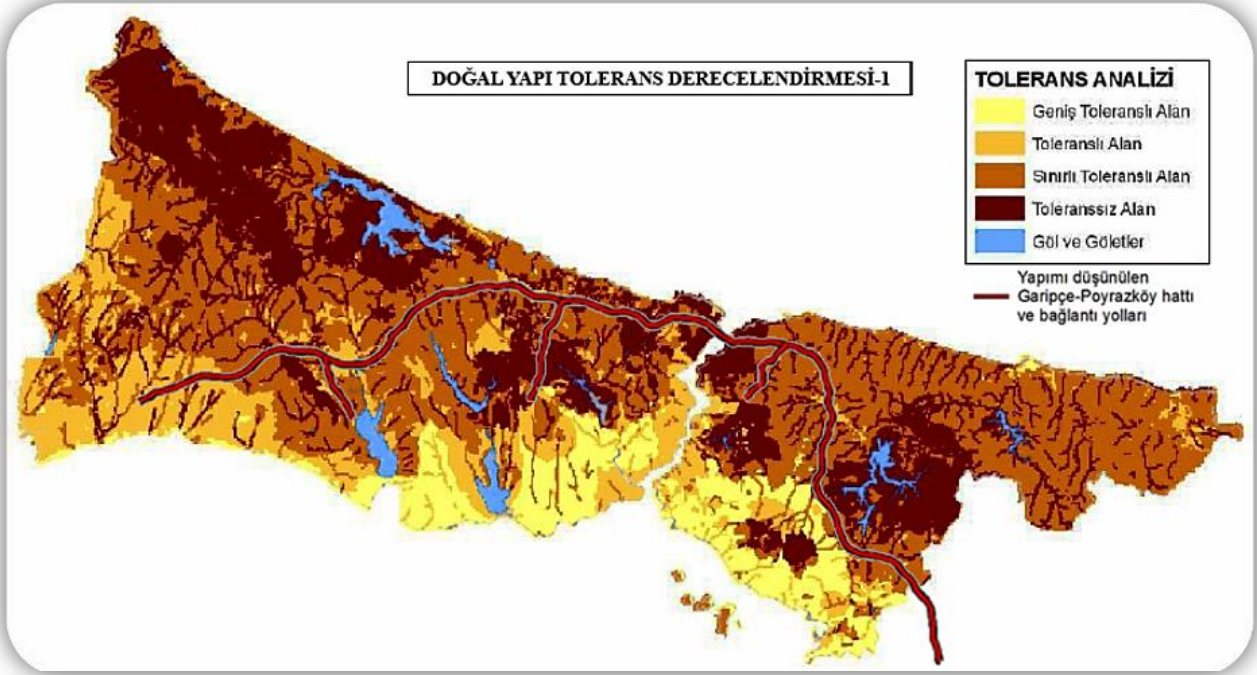 DOĞAL YAPI TOLERANS DERECELENDİRMESİ-1
TOLERANS ANALİZİ
Geniş Toleranslı Alan
Toleranslı Alan
Sınırlı Toleranslı Alan
Toleranssız Alan
Göl ve Göletler
Yapımı düşünülen
Garipçe-Poyrazköy hattı
ve bağlantı yolları